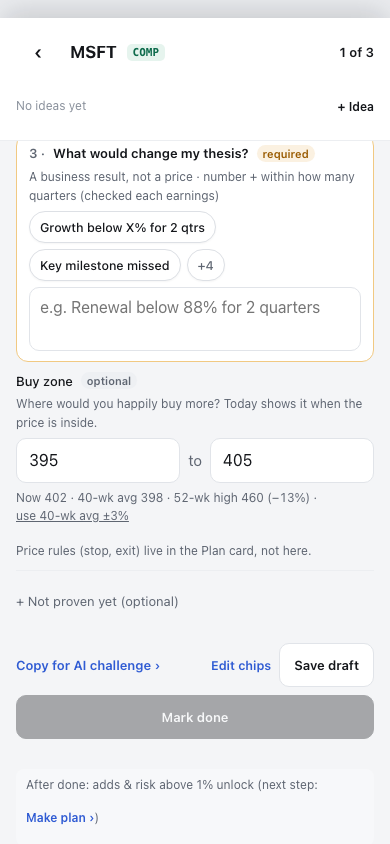 ‹ MSFT COMP 1 of 3
No ideas yet + Idea
3 · What would change my thesis? required
A business result, not a price · number + within how many
quarters (checked each earnings)
Growth below X% for 2 qtrs
Key milestone missed +4
e.g. Renewal below 88% for 2 quarters
Buy zone optional
Where would you happily buy more? Today shows it when the
price is inside.
395 to 405
Now 402 · 40-wk avg 398 · 52-wk high 460 (−13%) ·
use 40-wk avg ±3%
Price rules (stop, exit) live in the Plan card, not here.
+ Not proven yet (optional)
Copy for AI challenge › Edit chips Save draft
Mark done
After done: adds & risk above 1% unlock (next step:
Make plan ›)